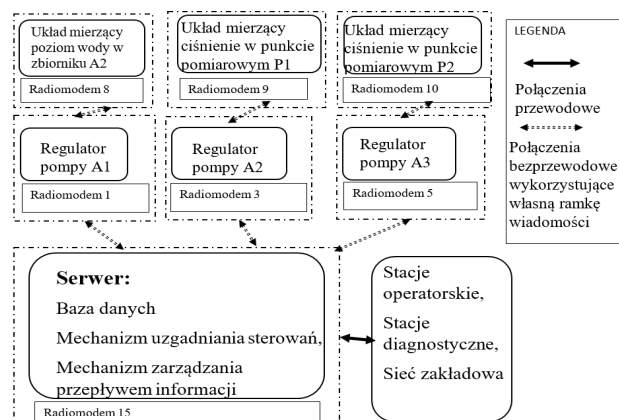 Układ mierzący
poziom wody w
zbiorniku A2
Radiomodem 8
Układ mierzący
ciśnienie w punkcie
pomiarowym P1
Radiomodem 9
Układ mierzący
ciśnienie w punkcie
pomiarowym P2
Radiomodem 10
LEGENDA
Połączenia
przewodowe
Połączenia
bezprzewodowe
wykorzystujące
własną ramkę
wiadomości
Regulator
pompy A1
Radiomodem 1
Regulator
pompy A2
Radiomodem 3
Regulator
pompy A3
Radiomodem 5
Serwer:
Baza danych
Mechanizm uzgadniania sterowań,
Mechanizm zarządzania
przepływem informacji
Radiomodem 15
Stacje
operatorskie,
Stacje
diagnostyczne,
Sieć zakładowa